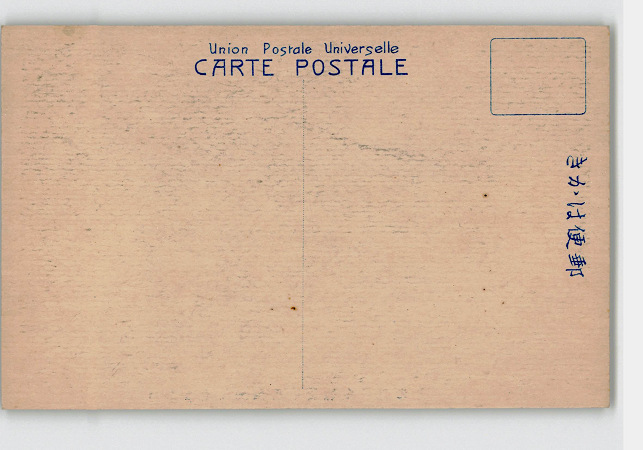 Union Postale Universelle
CARTE POSTALE
きかは便郵